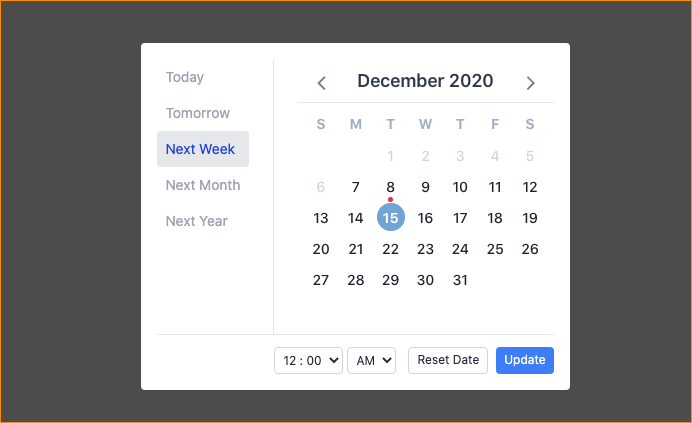 Today
Tomorrow
Next Week
Next Month
Next Year
December 2020
S M T W T F S
1 2 3 4 5
6 7 8 9 10 11 12
13 14 15 16 17 18 19
20 21 22 23 24 25 26
27 28 29 30 31
12 : 00 AM Reset Date Update